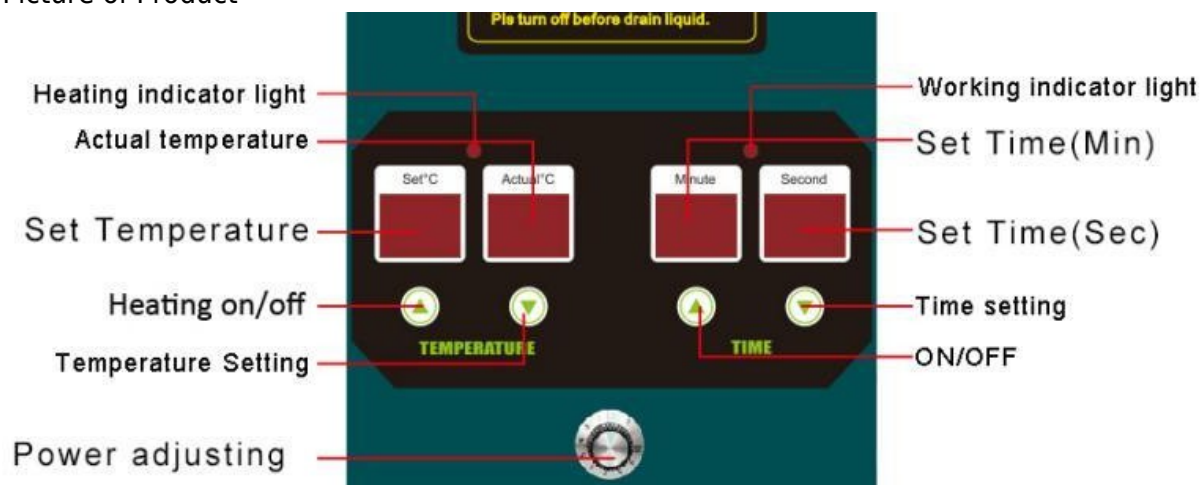 Picture of Product
Pls turn off before drain liquid.
Heating indicator light
Working indicator light
Actual temperature
Set Time(Min)
Set°C
Actual°C
Minute
Second
Set Temperature
Set Time(Sec)
Heating on/off
Time setting
TEMPERATURE
TIME
Temperature Setting
ON/OFF
Power adjusting